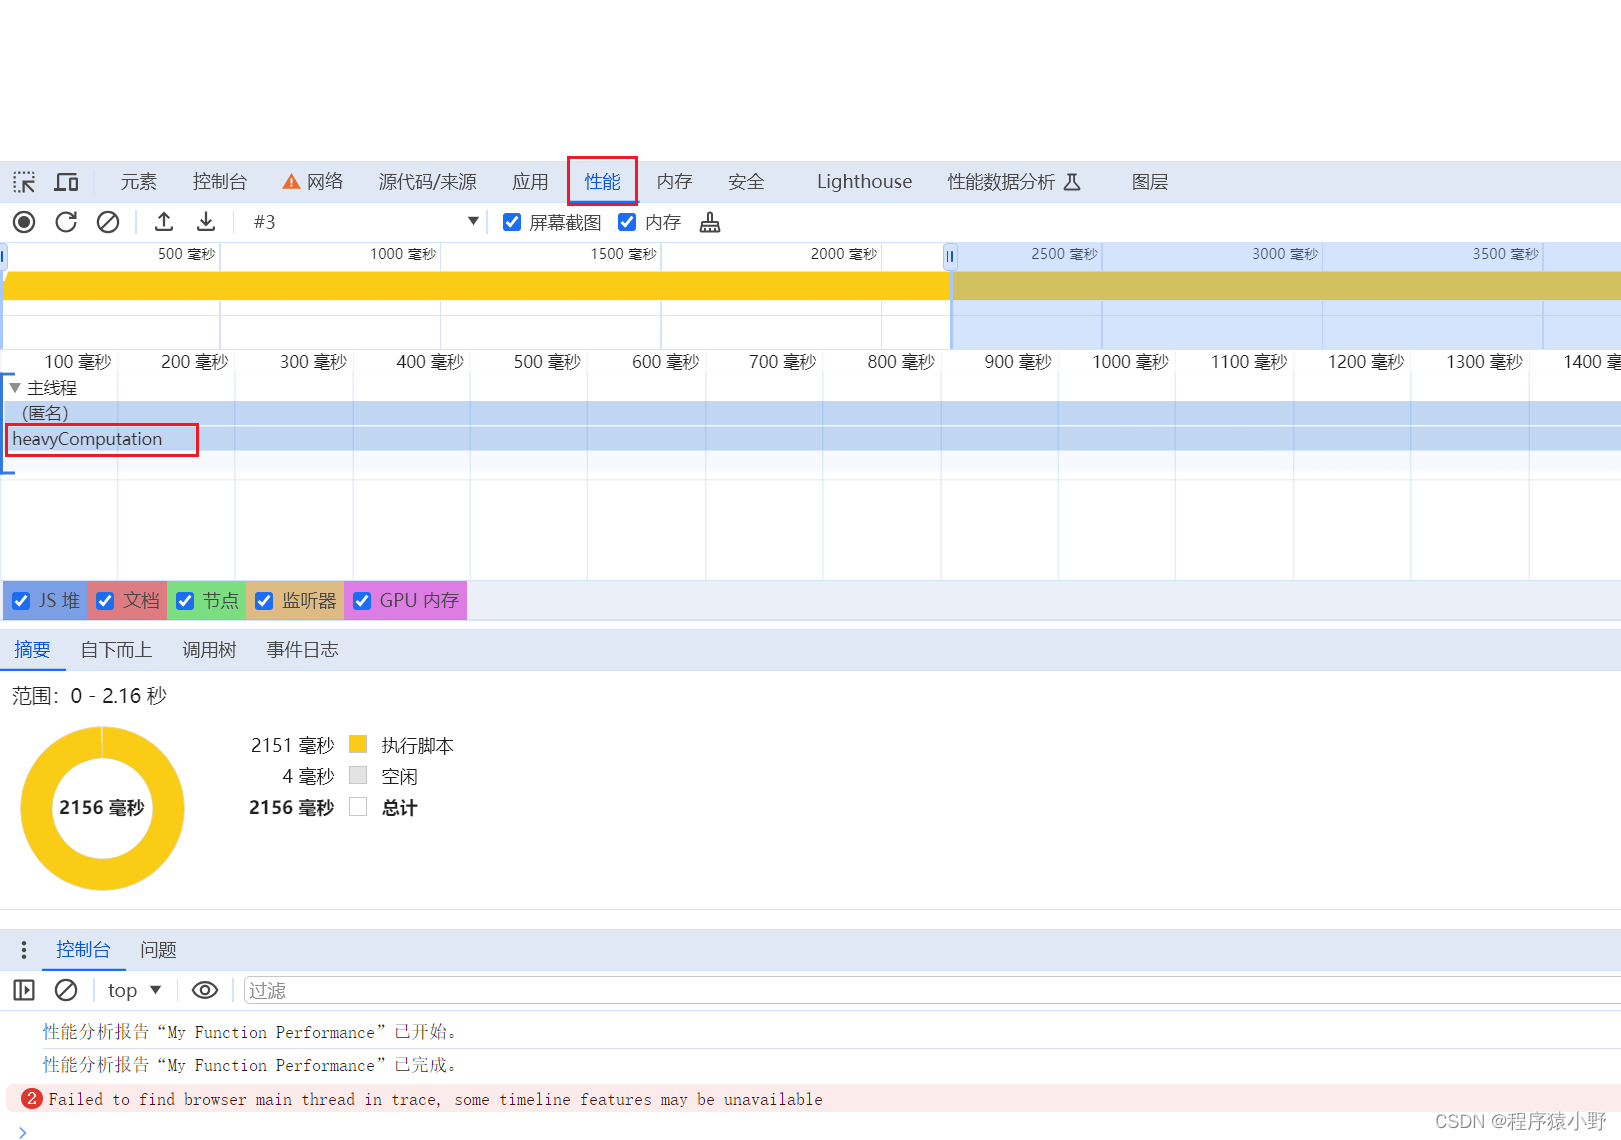 元素 控制台 网络 源代码/来源 应用 性能 内存 安全 Lighthouse 性能数据分析 图层
#3 屏幕截图 内存
500 毫秒 1000 毫秒 1500 毫秒 2000 毫秒 2500 毫秒 3000 毫秒 3500 毫秒
100 毫秒 200 毫秒 300 毫秒 400 毫秒 500 毫秒 600 毫秒 700 毫秒 800 毫秒 900 毫秒 1000 毫秒 1100 毫秒 1200 毫秒 1300 毫秒 1400 毫
主线程
(匿名)
heavyComputation
JS 堆 文档 节点 监听器 GPU 内存
摘要 自下而上 调用树 事件日志
范围：0 - 2.16 秒
2151 毫秒 执行脚本
4 毫秒 空闲
2156 毫秒 2156 毫秒 总计
控制台 问题
top 过滤
性能分析报告“My Function Performance”已开始。
性能分析报告“My Function Performance”已完成。
2 Failed to find browser main thread in trace, some timeline features may be unavailable
CSDN @程序猿小野